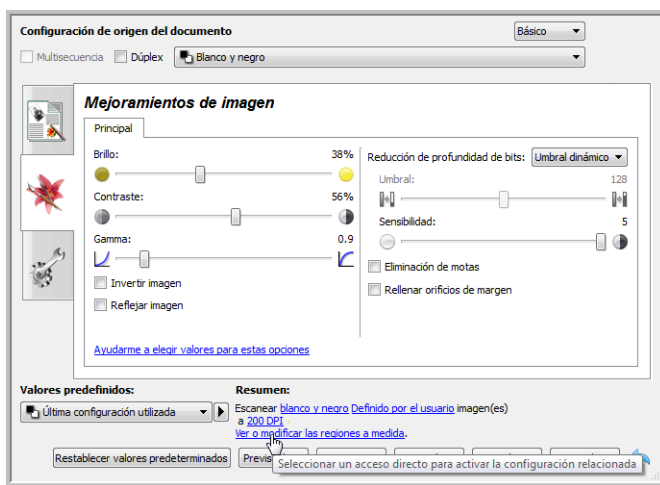 Configuración de origen del documento
Básico
Multisecuencia
Dúplex
Blanco y negro
Mejoramientos de imagen
Principal
Brillo:
38%
Contraste:
56%
Gamma:
0.9
Invertir imagen
Reflejar imagen
Reducción de profundidad de bits:
Umbral dinámico
Umbral:
128
Sensibilidad:
5
Eliminación de motas
Rellenar orificios de margen
Ayudarme a elegir valores para estas opciones
Valores predefinidos:
Última configuración utilizada
Resumen:
Escanear blanco y negro Definido por el usuario imagen(es)
a 200 DPI
Ver o modificar las regiones a medida.
Restablecer valores predeterminados
Seleccionar un acceso directo para activar la configuración relacionada